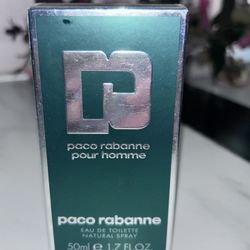 paco rabanne
pour homme
paco rabanne
EAU DE TOILETTE
NATURAL SPRAY
50ml e 1.7 FL.OZ